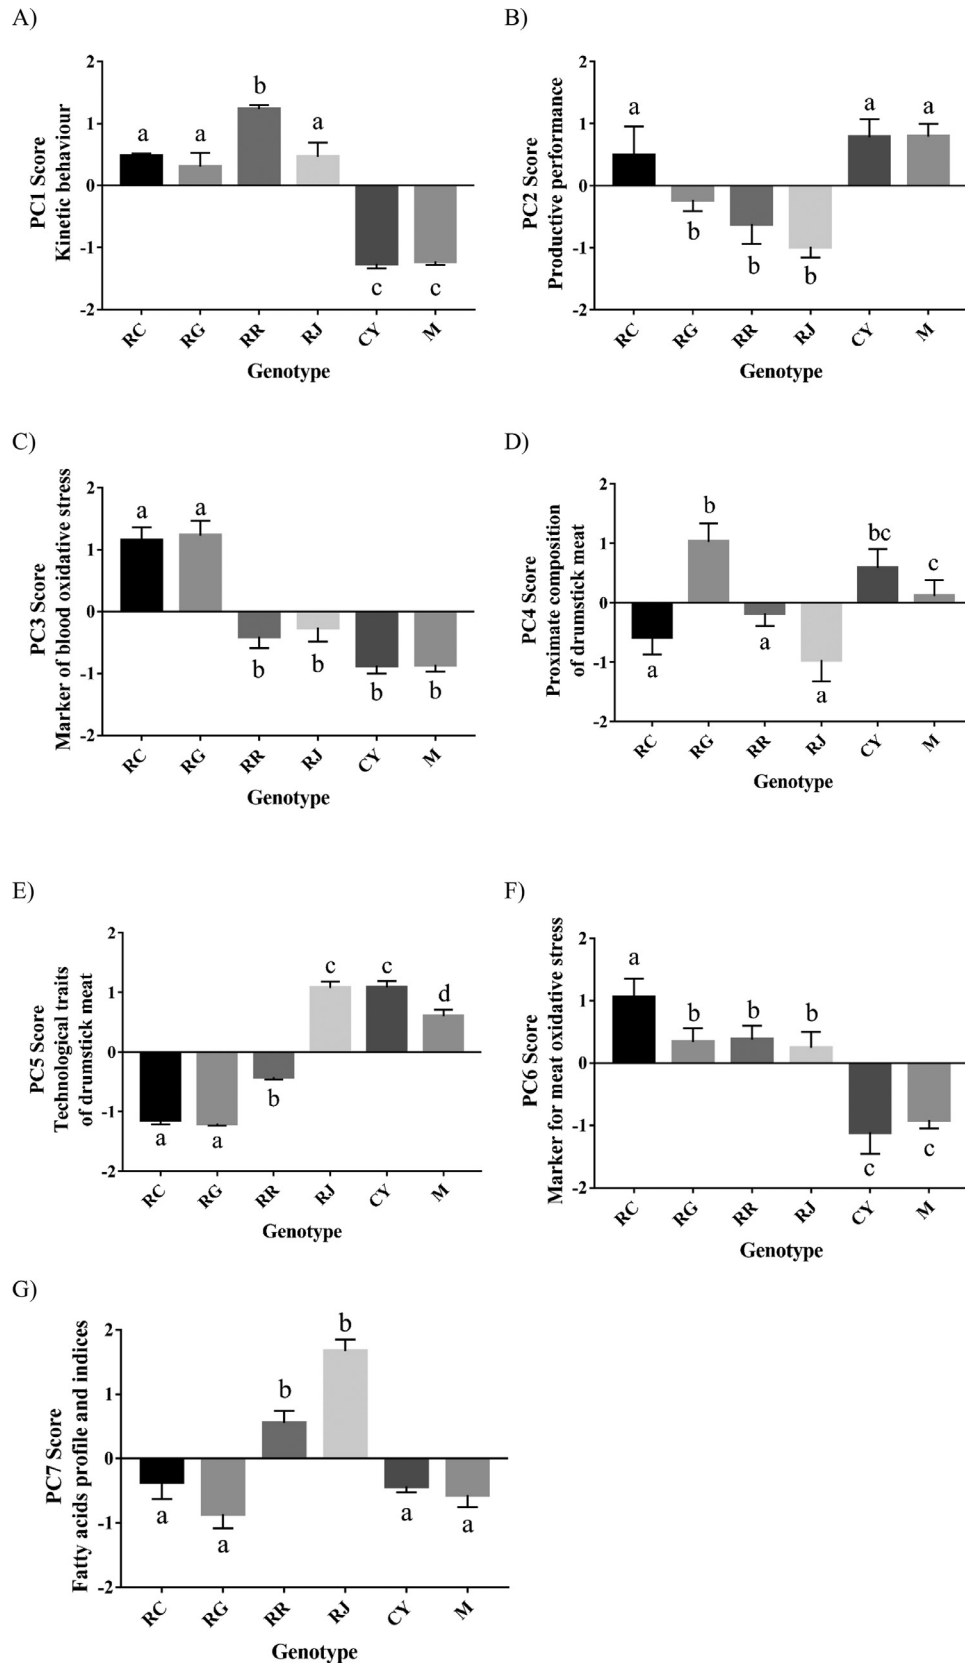 A)
PC1 Score
Kinetic behaviour
2
1
0
-1
-2
a
a
b
a
c
c
RC
RG
RR
RJ
CY
M
Genotype
B)
PC2 Score
Productive performance
2
1
0
-1
-2
a
b
b
b
a
a
RC
RG
RR
RJ
CY
M
Genotype
C)
PC3 Score
Marker of blood oxidative stress
2
1
0
-1
-2
a
a
b
b
b
b
RC
RG
RR
RJ
CY
M
Genotype
D)
PC4 Score
Proximate composition
of drumstick meat
2
1
0
-1
-2
a
b
a
a
bc
c
RC
RG
RR
RJ
CY
M
Genotype
E)
PC5 Score
Technological traits
of drumstick meat
2
1
0
-1
-2
a
a
b
c
c
d
RC
RG
RR
RJ
CY
M
Genotype
F)
PC6 Score
Marker for meat oxidative stress
2
1
0
-1
-2
a
b
b
b
c
c
RC
RG
RR
RJ
CY
M
Genotype
G)
PC7 Score
Fatty acids profile and indices
2
1
0
-1
-2
a
a
b
b
a
a
RC
RG
RR
RJ
CY
M
Genotype